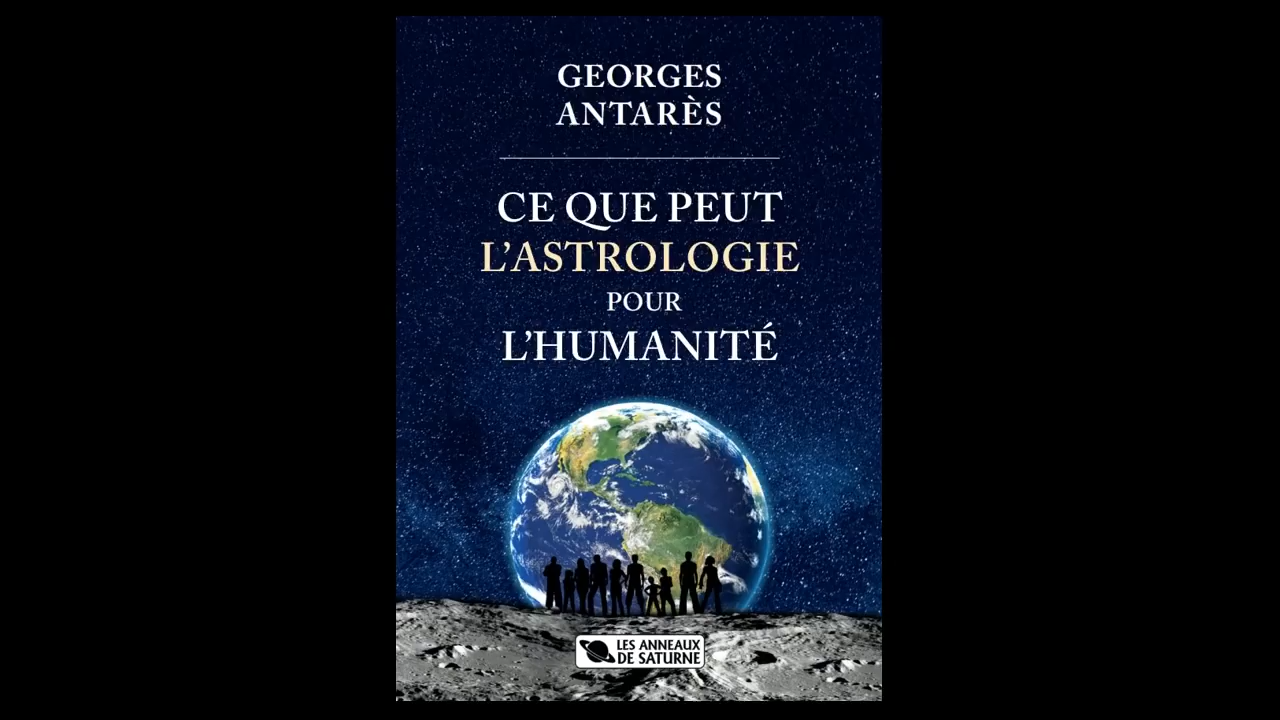 GEORGES
ANTARÈS
CE QUE PEUT
L'ASTROLOGIE
POUR
L'HUMANITÉ
LES ANNEAUX
DE SATURNE